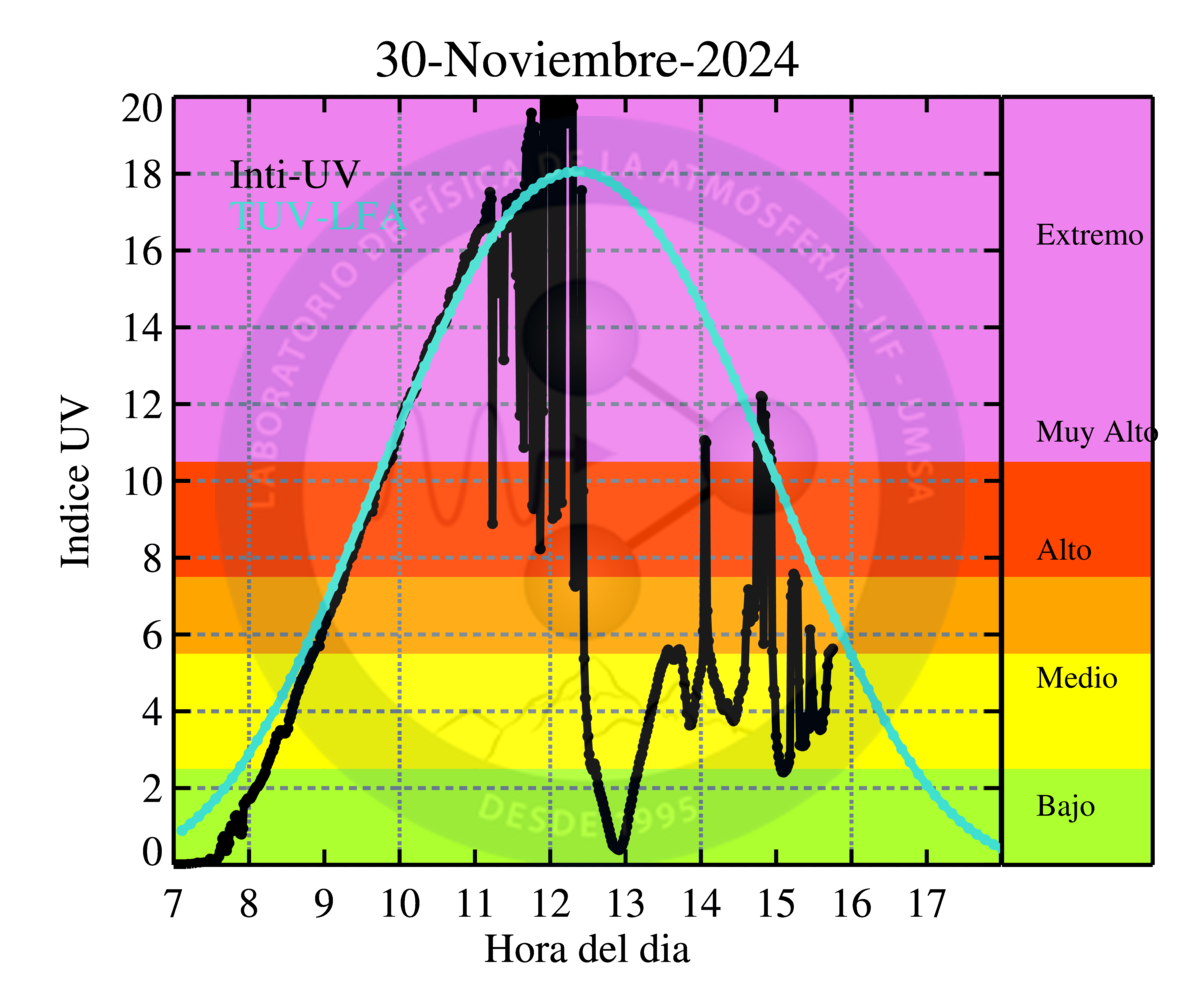 30-Noviembre-2024
Indice UV
20
18
16
14
12
10
8
6
4
2
0
Inti-UV
TUV-LFA
LABORATORIO DE FÍSICA DE LA ATMÓSFERA - IIF - UMSA
DESDE 1995
Extremo
Muy Alto
Alto
Medio
Bajo
7 8 9 10 11 12 13 14 15 16 17
Hora del dia